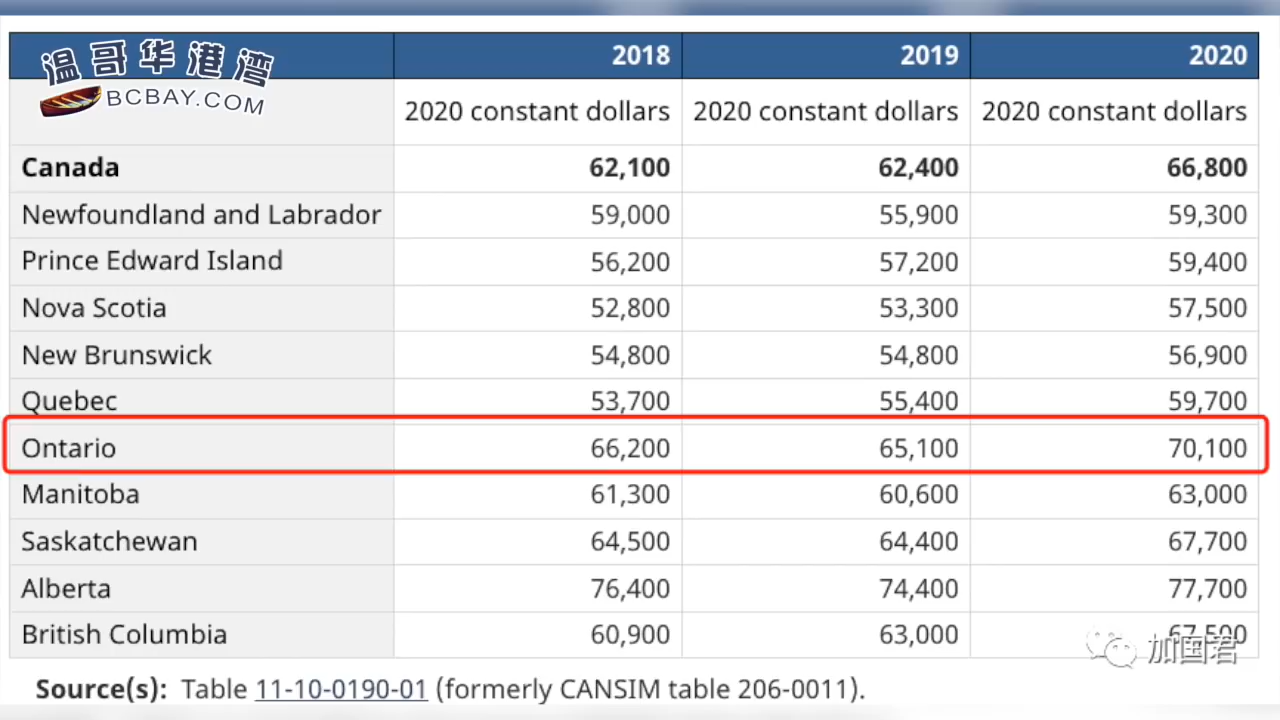 温哥华港湾
BCBAY.COM
2018 2019 2020
2020 constant dollars 2020 constant dollars 2020 constant dollars
Canada 62,100 62,400 66,800
Newfoundland and Labrador 59,000 55,900 59,300
Prince Edward Island 56,200 57,200 59,400
Nova Scotia 52,800 53,300 57,500
New Brunswick 54,800 54,800 56,900
Quebec 53,700 55,400 59,700
Ontario 66,200 65,100 70,100
Manitoba 61,300 60,600 63,000
Saskatchewan 64,500 64,400 67,700
Alberta 76,400 74,400 77,700
British Columbia 60,900 63,000 67,500
加国君
Source(s): Table 11-10-0190-01 (formerly CANSIM table 206-0011).